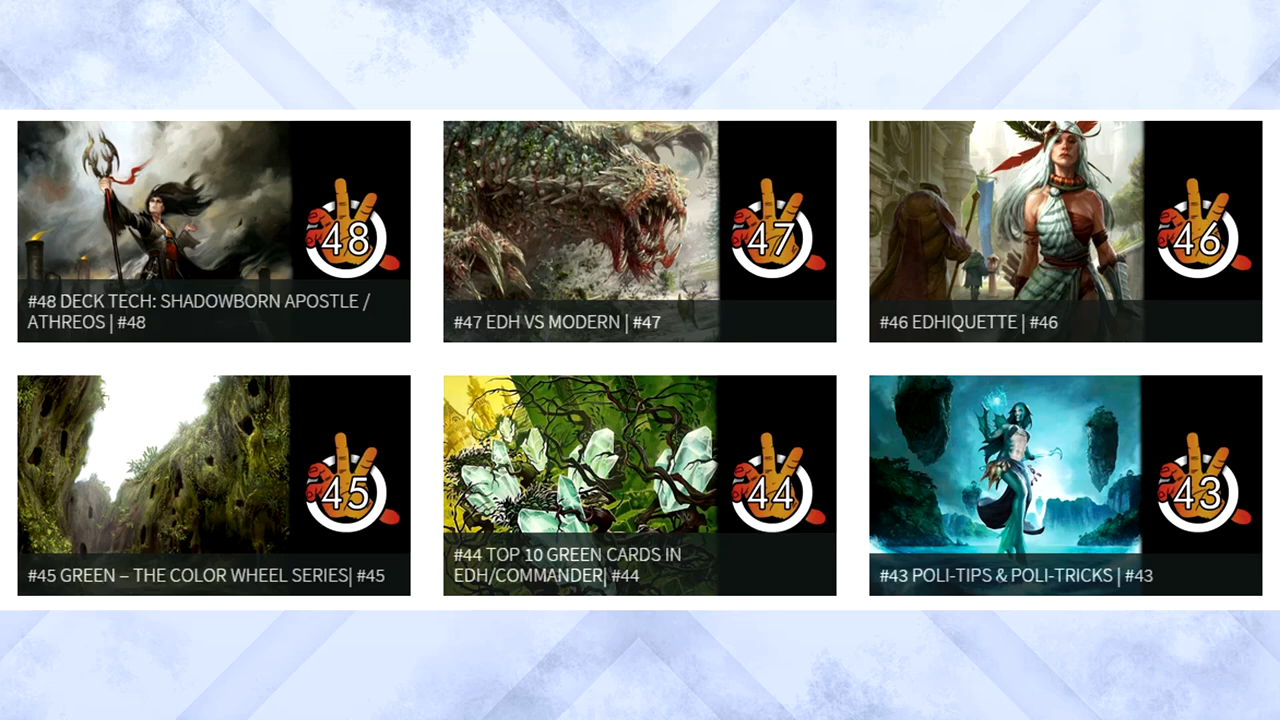 48
#48 DECK TECH: SHADOWBORN APOSTLE /
ATHREOS | #48
47
#47 EDH VS MODERN | #47
46
#46 EDHIQUETTE | #46
45
#45 GREEN – THE COLOR WHEEL SERIES| #45
44
#44 TOP 10 GREEN CARDS IN
EDH/COMMANDER| #44
43
#43 POLI-TIPS & POLI-TRICKS | #43